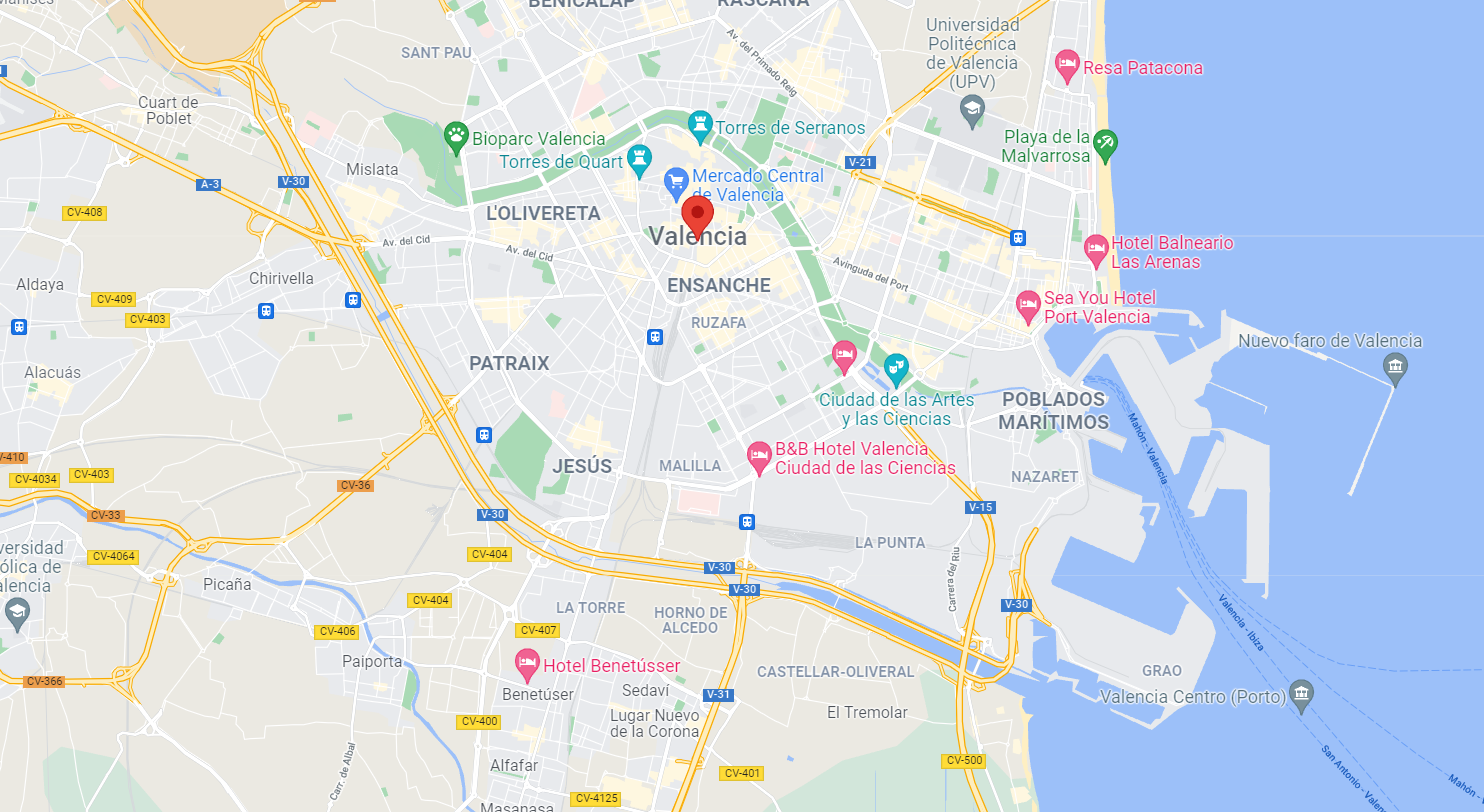 Manises
BENICALAP
RASCAÑA
SANT PAU
Av. del Primado Reig
Universidad
Politécnica
de Valencia
(UPV)
Resa Patacona
Cuart de
Poblet
Bioparc Valencia
Torres de Serranos
Torres de Quart
Playa de la
Malvarrosa
V-21
Mislata
Mercado Central
de Valencia
A-3
V-30
CV-408
L'OLIVERETA
Valencia
Av. del Cid
Av. del Cid
Hotel Balneario
Las Arenas
Avinguda del Port
Chirivella
Aldaya
ENSANCHE
CV-409
CV-403
RUZAFA
Sea You Hotel
Port Valencia
Nuevo faro de Valencia
PATRAIX
Alacuás
Ciudad de las Artes
y las Ciencias
POBLADOS
MARÍTIMOS
Mahón - Valencia
B&B Hotel Valencia
Ciudad de las Ciencias
JESÚS
MALILLA
NAZARET
V-410
CV-4034
CV-403
CV-36
CV-33
V-30
V-15
LA PUNTA
versidad
ólica de
alencia
CV-4064
CV-404
V-30
V-30
Carrera del Riu
Picaña
CV-404
LA TORRE
HORNO DE
ALCEDO
V-30
Valencia - Ibiza
CV-406
CV-407
Paiporta
Hotel Benetússer
CASTELLAR-OLIVERAL
GRAO
CV-366
Benetúser
Sedaví
V-31
Valencia Centro (Porto)
CV-400
Lugar Nuevo
de la Corona
El Tremolar
Carr. de Albal
Alfafar
CV-401
CV-500
San Antonio - Valen
Mahón -
Masanasa
CV-4125